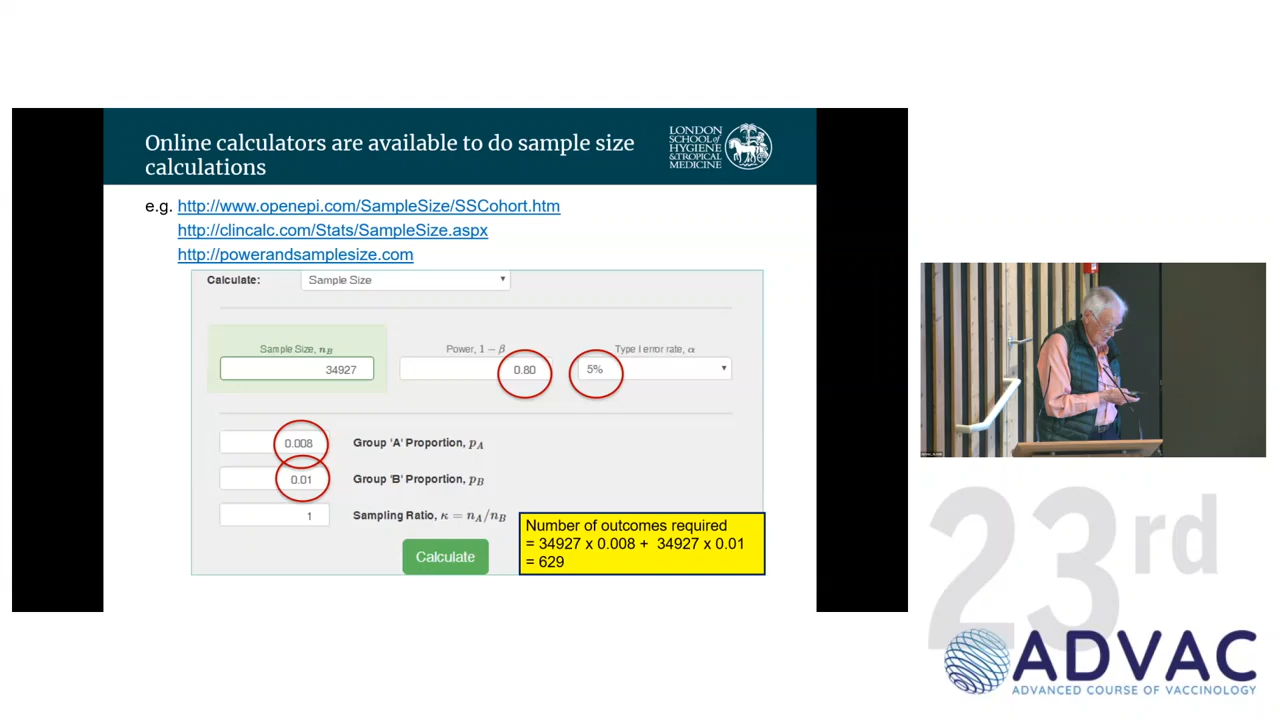 Online calculators are available to do sample size
calculations
LONDON
SCHOOL of
HYGIENE
& TROPICAL
MEDICINE
e.g. http://www.openepi.com/SampleSize/SSCohort.htm
http://clincalc.com/Stats/SampleSize.aspx
http://powerandsamplesize.com
Calculate: Sample Size
Sample Size, nB Power, 1 − β Type I error rate, α
34927 0.80 5%
0.008 Group 'A' Proportion, pA
0.01 Group 'B' Proportion, pB
1 Sampling Ratio, κ = nA/nB
Calculate
Number of outcomes required
= 34927 x 0.008 + 34927 x 0.01
= 629
23rd
ADVAC
ADVANCED COURSE OF VACCINOLOGY